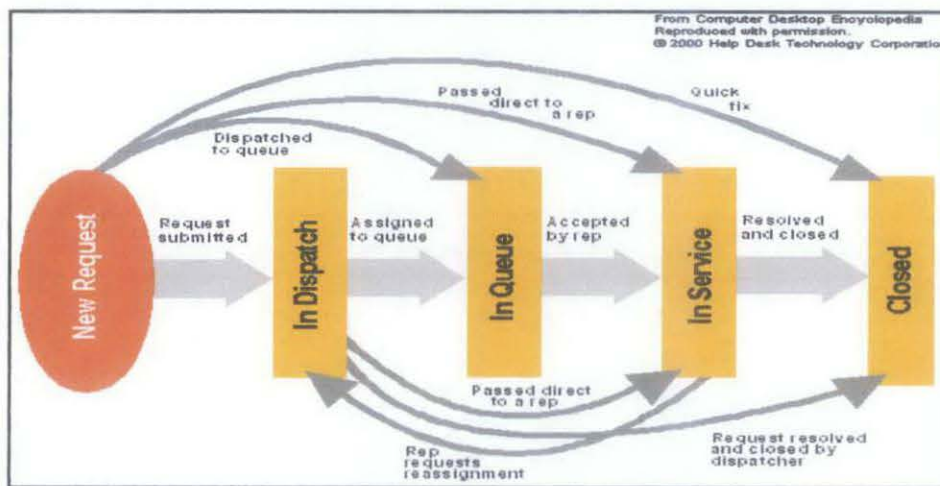 From Computer Desktop Encyclopedia
Reproduced with permission.
© 2000 Help Desk Technology Corporatio
Quick
fix
Passed
direct to
a rep
Dispatched
to queue
New Request
Request
submitted
In Dispatch
Assigned
to queue
In Queue
Accepted
by rep
In Service
Resolved
and closed
Closed
Passed direct
to a rep
Rep
requests
reassignment
Request resolved
and closed by
dispatcher